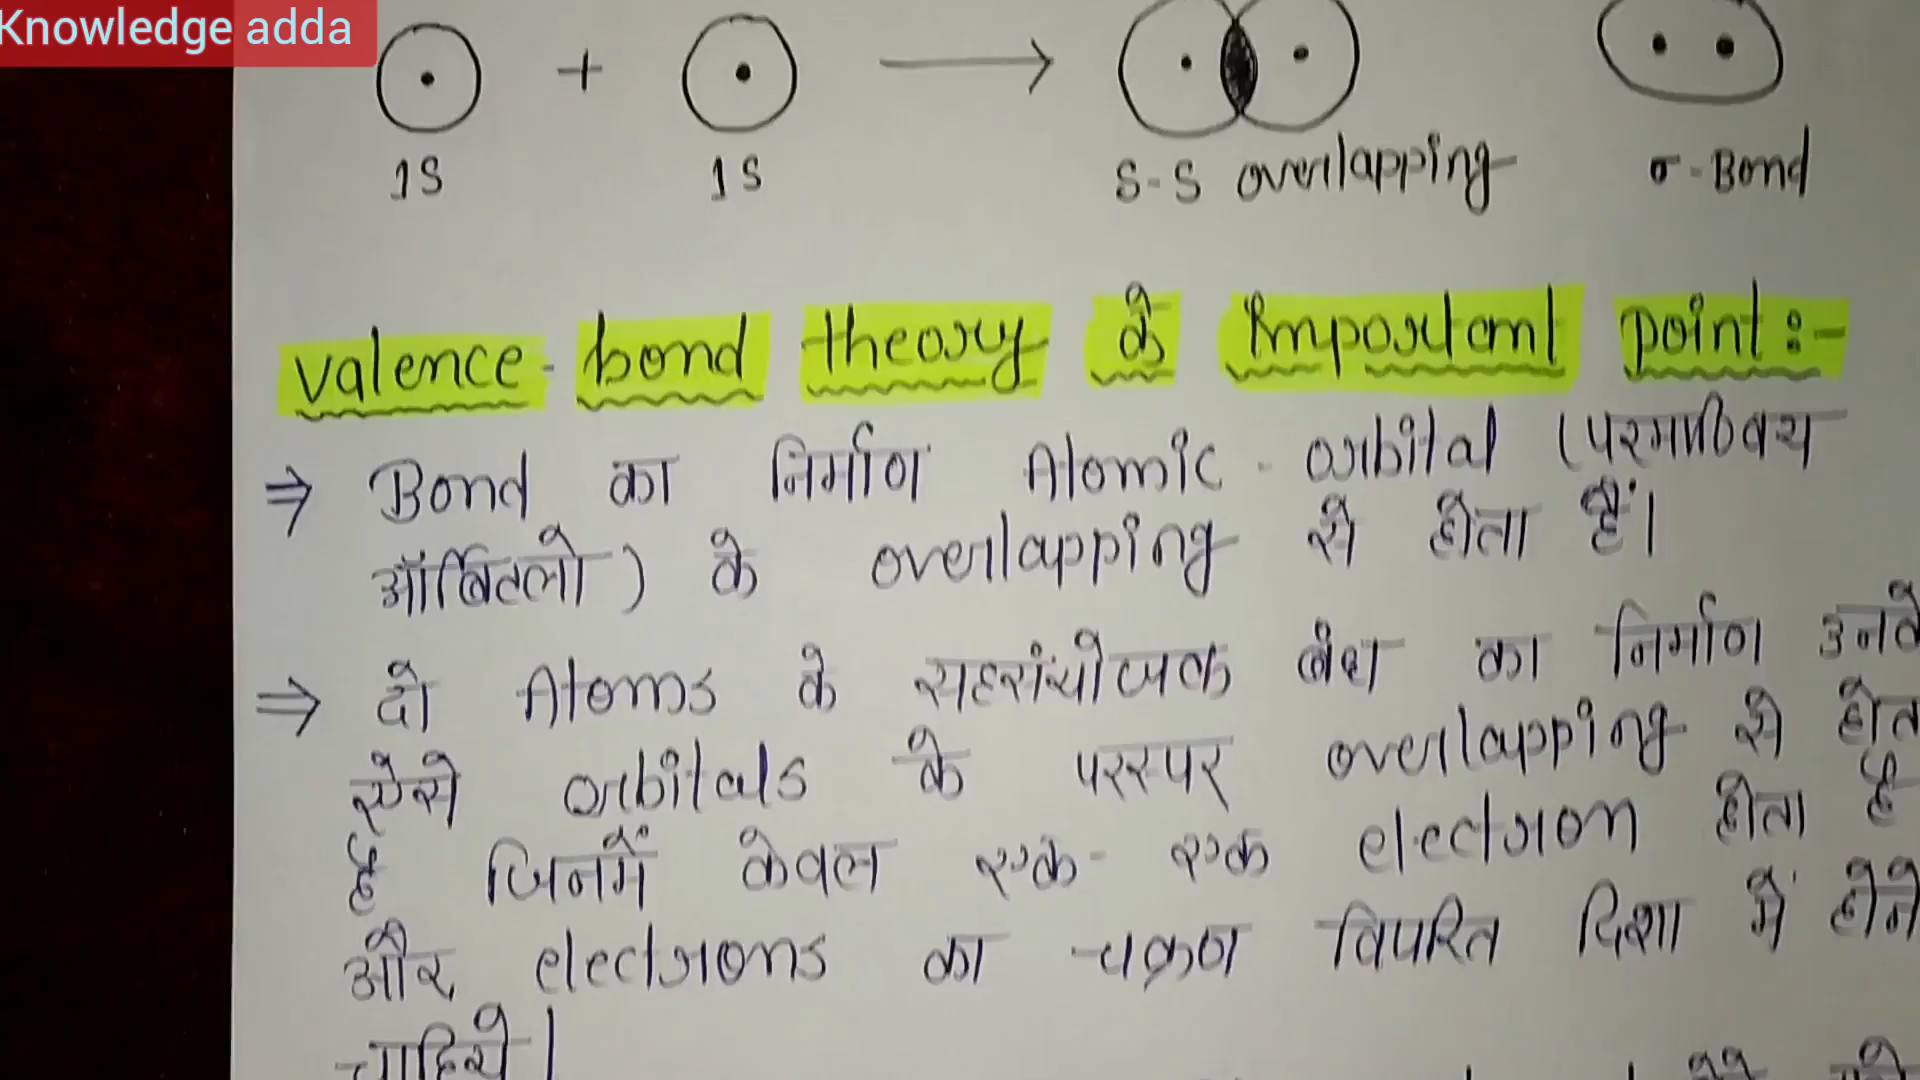 Knowledge adda
1S + 1S → S-S overlapping σ-Bond
valence-bond theory के Important point :-
⇒ Bond का निर्माण Atomic-orbital (परमाण्विय
ऑर्बिटलो) के overlapping से होता हैं।
⇒ दो Atoms के सहसंयोजक बंध का निर्माण उनके
ऐसे orbitals के परस्पर overlapping से होता
है जिनमें केवल एक-एक electron होता है
और electrons का चक्रण विपरित दिशा में होने
चाहिये।